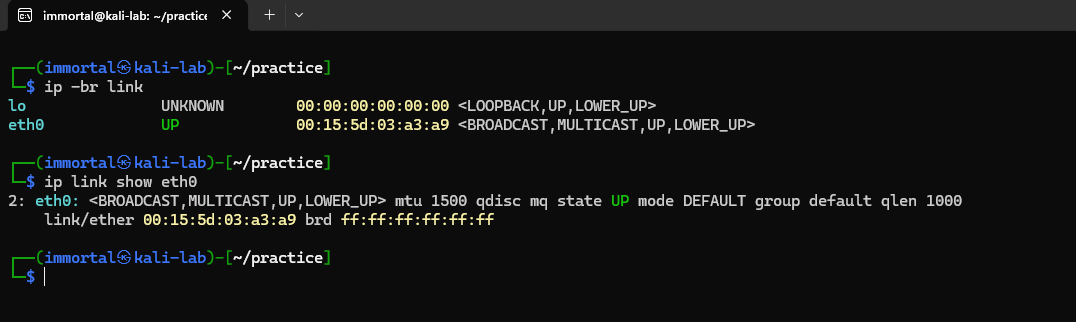 immortal@kali-lab: ~/practice
┌──(immortal㉿kali-lab)-[~/practice]
└─$ ip -br link
lo               UNKNOWN        00:00:00:00:00:00 <LOOPBACK,UP,LOWER_UP>
eth0             UP             00:15:5d:03:a3:a9 <BROADCAST,MULTICAST,UP,LOWER_UP>
┌──(immortal㉿kali-lab)-[~/practice]
└─$ ip link show eth0
2: eth0: <BROADCAST,MULTICAST,UP,LOWER_UP> mtu 1500 qdisc mq state UP mode DEFAULT group default qlen 1000
    link/ether 00:15:5d:03:a3:a9 brd ff:ff:ff:ff:ff:ff
┌──(immortal㉿kali-lab)-[~/practice]
└─$